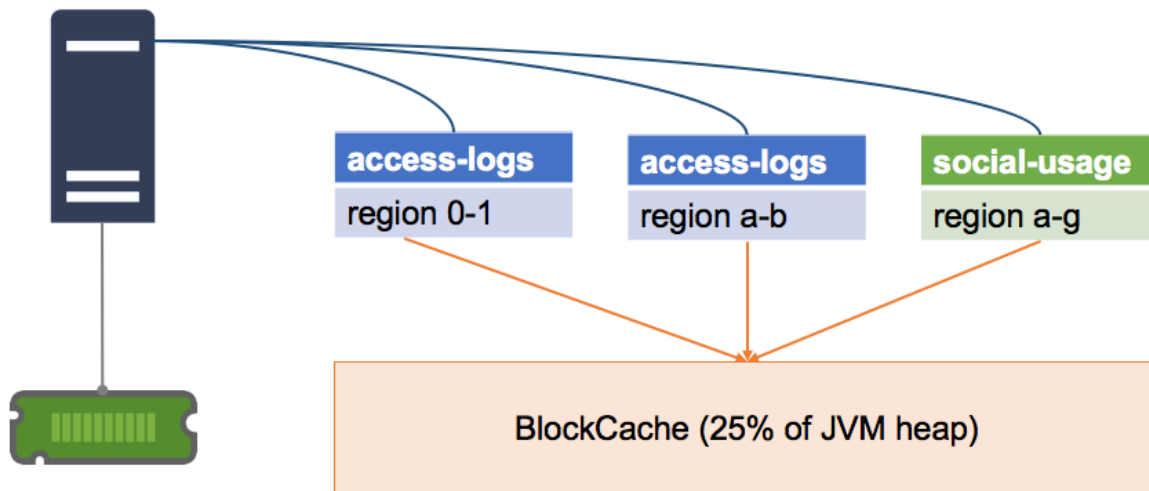 access-logs
region 0-1
access-logs
region a-b
social-usage
region a-g
BlockCache (25% of JVM heap)